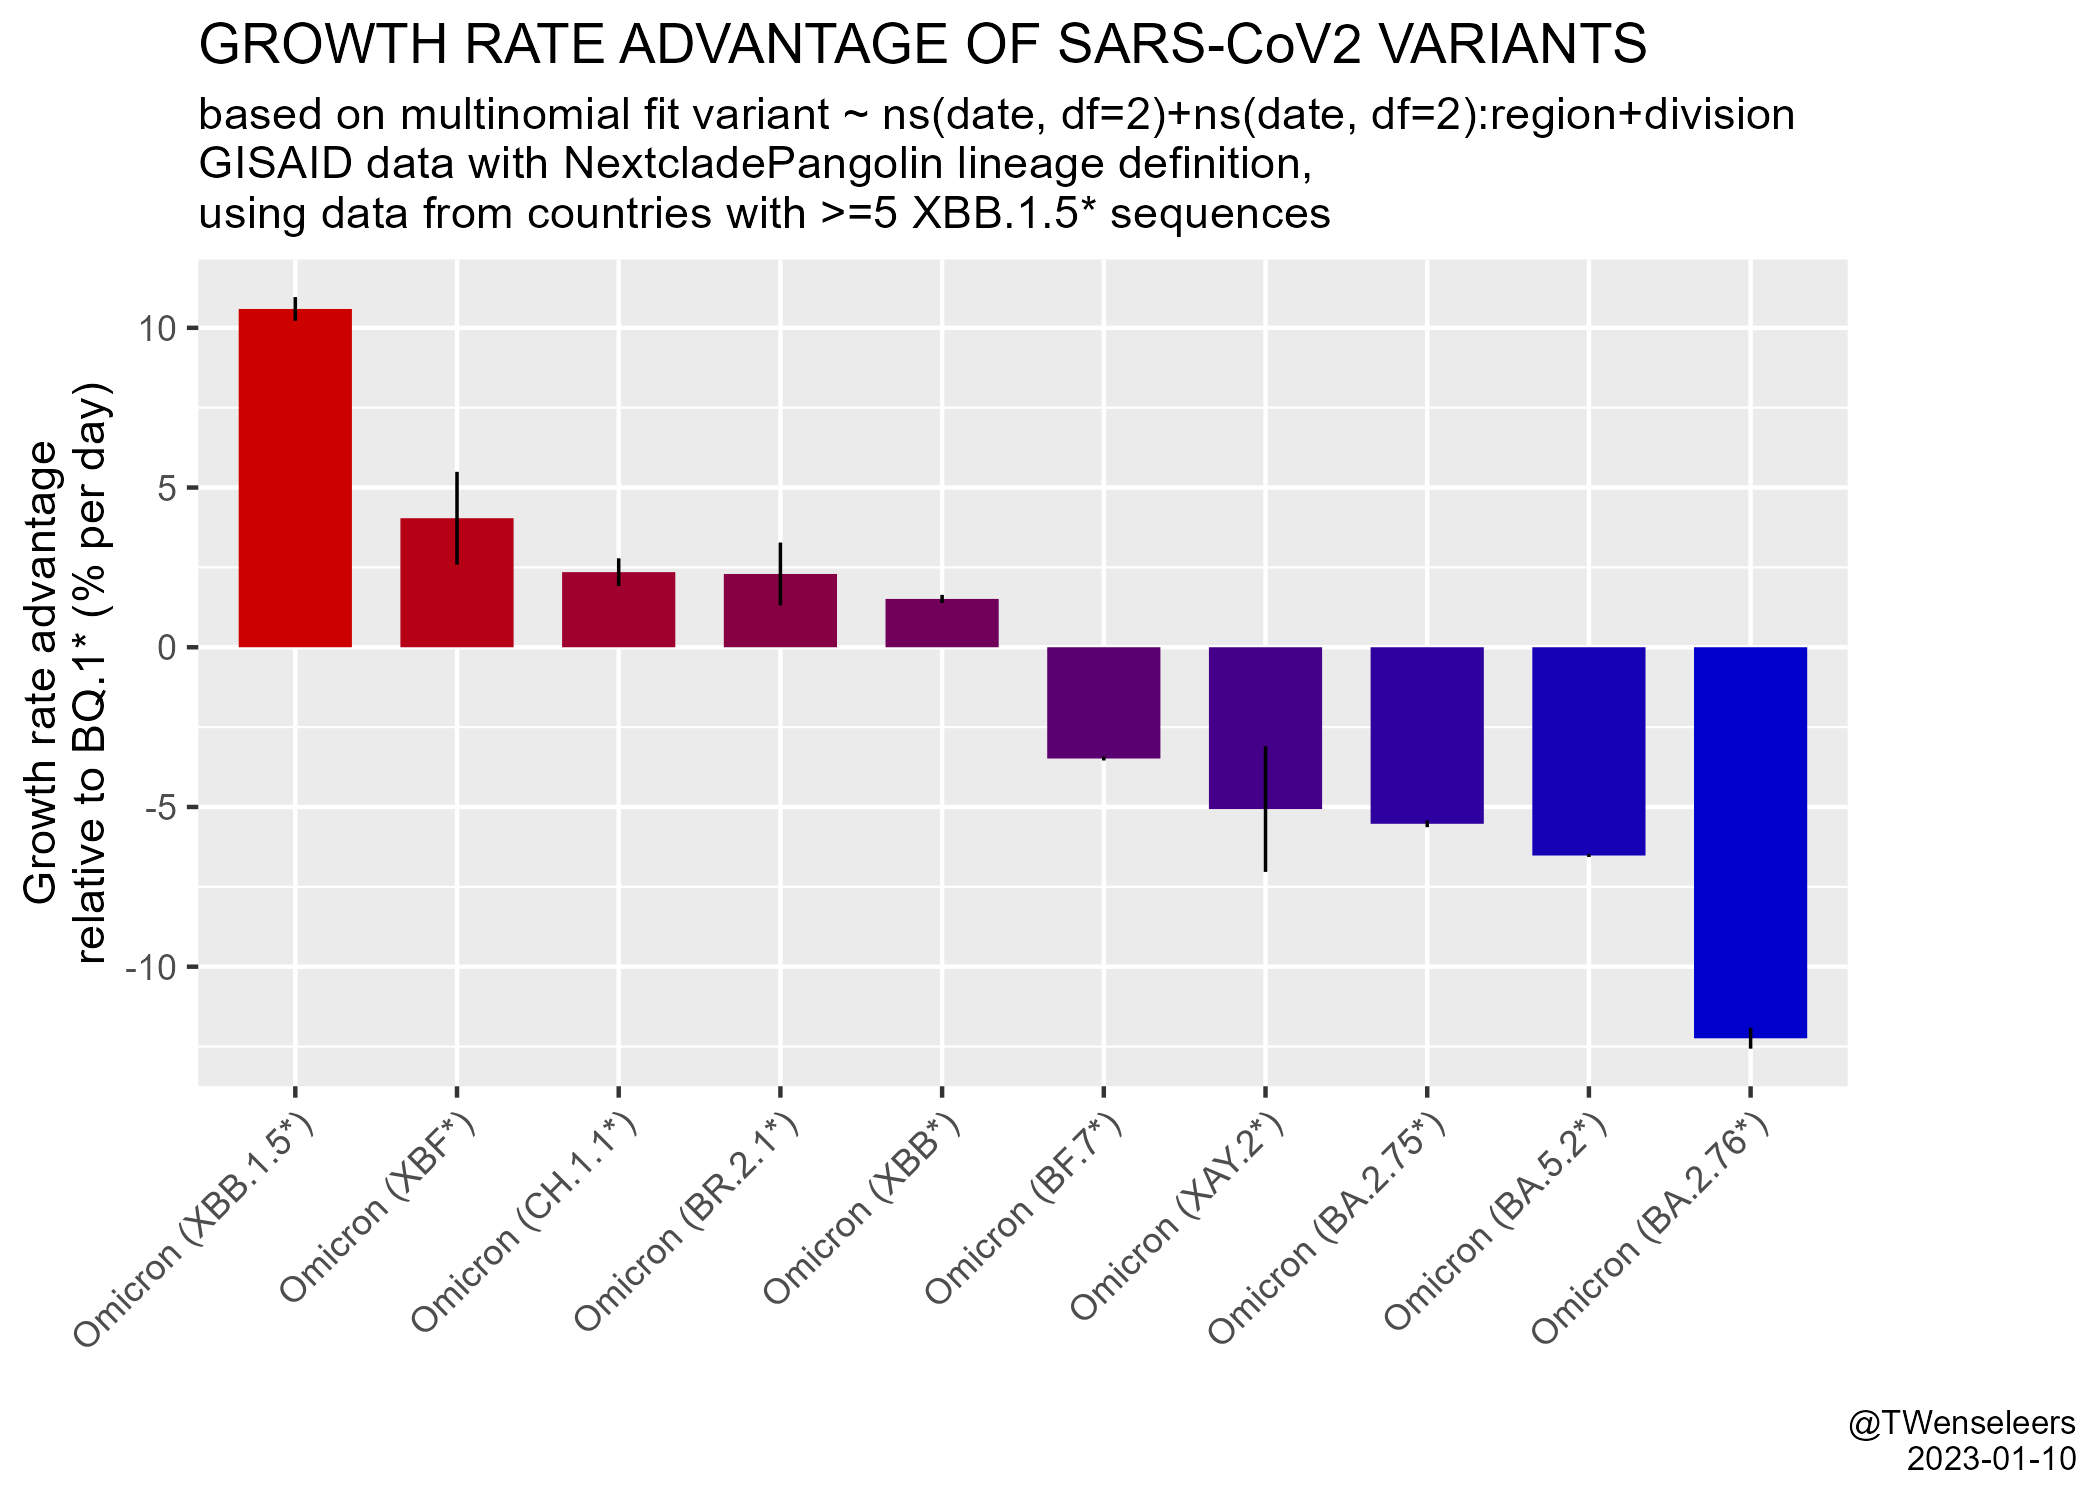 GROWTH RATE ADVANTAGE OF SARS-CoV2 VARIANTS
based on multinomial fit variant ~ ns(date, df=2)+ns(date, df=2):region+division
GISAID data with NextcladePangolin lineage definition,
using data from countries with >=5 XBB.1.5* sequences
Growth rate advantage
relative to BQ.1* (% per day)
10
5
0
-5
-10
Omicron (XBB.1.5*)
Omicron (XBF*)
Omicron (CH.1.1*)
Omicron (BR.2.1*)
Omicron (XBB*)
Omicron (BF.7*)
Omicron (XAY.2*)
Omicron (BA.2.75*)
Omicron (BA.5.2*)
Omicron (BA.2.76*)
@TWenseleers
2023-01-10